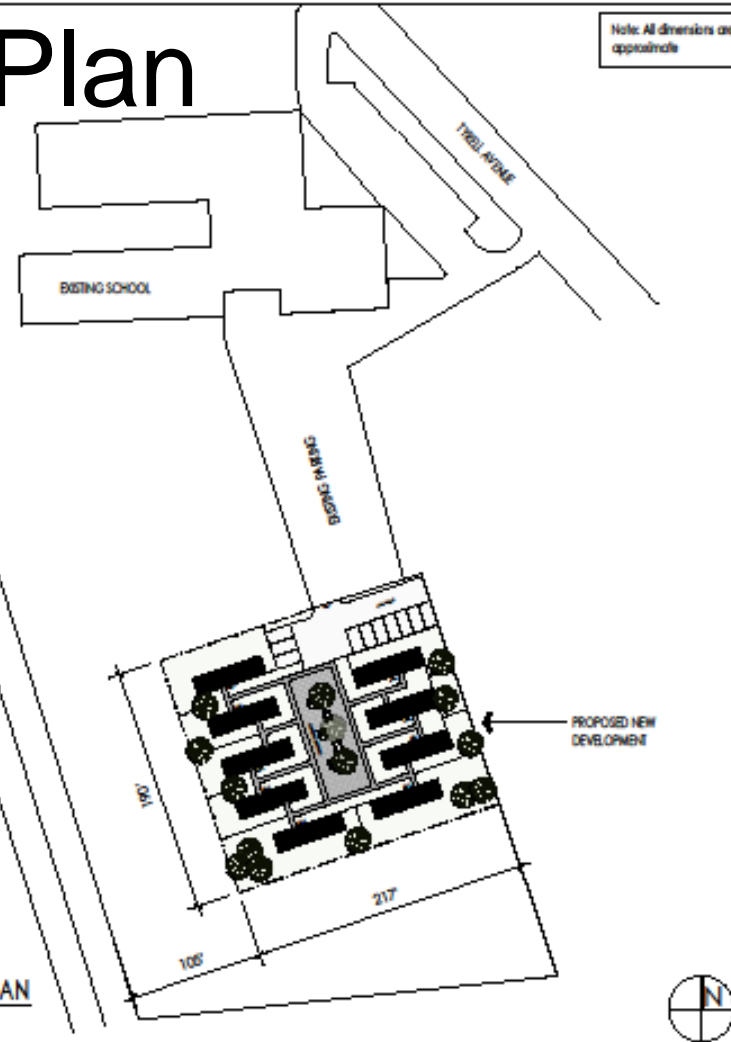 Plan
Note: All dimensions are
approximate
TYRELL AVENUE
EXISTING SCHOOL
EXISTING PARKING
PROPOSED NEW
DEVELOPMENT
190'
217'
105'
AN
N